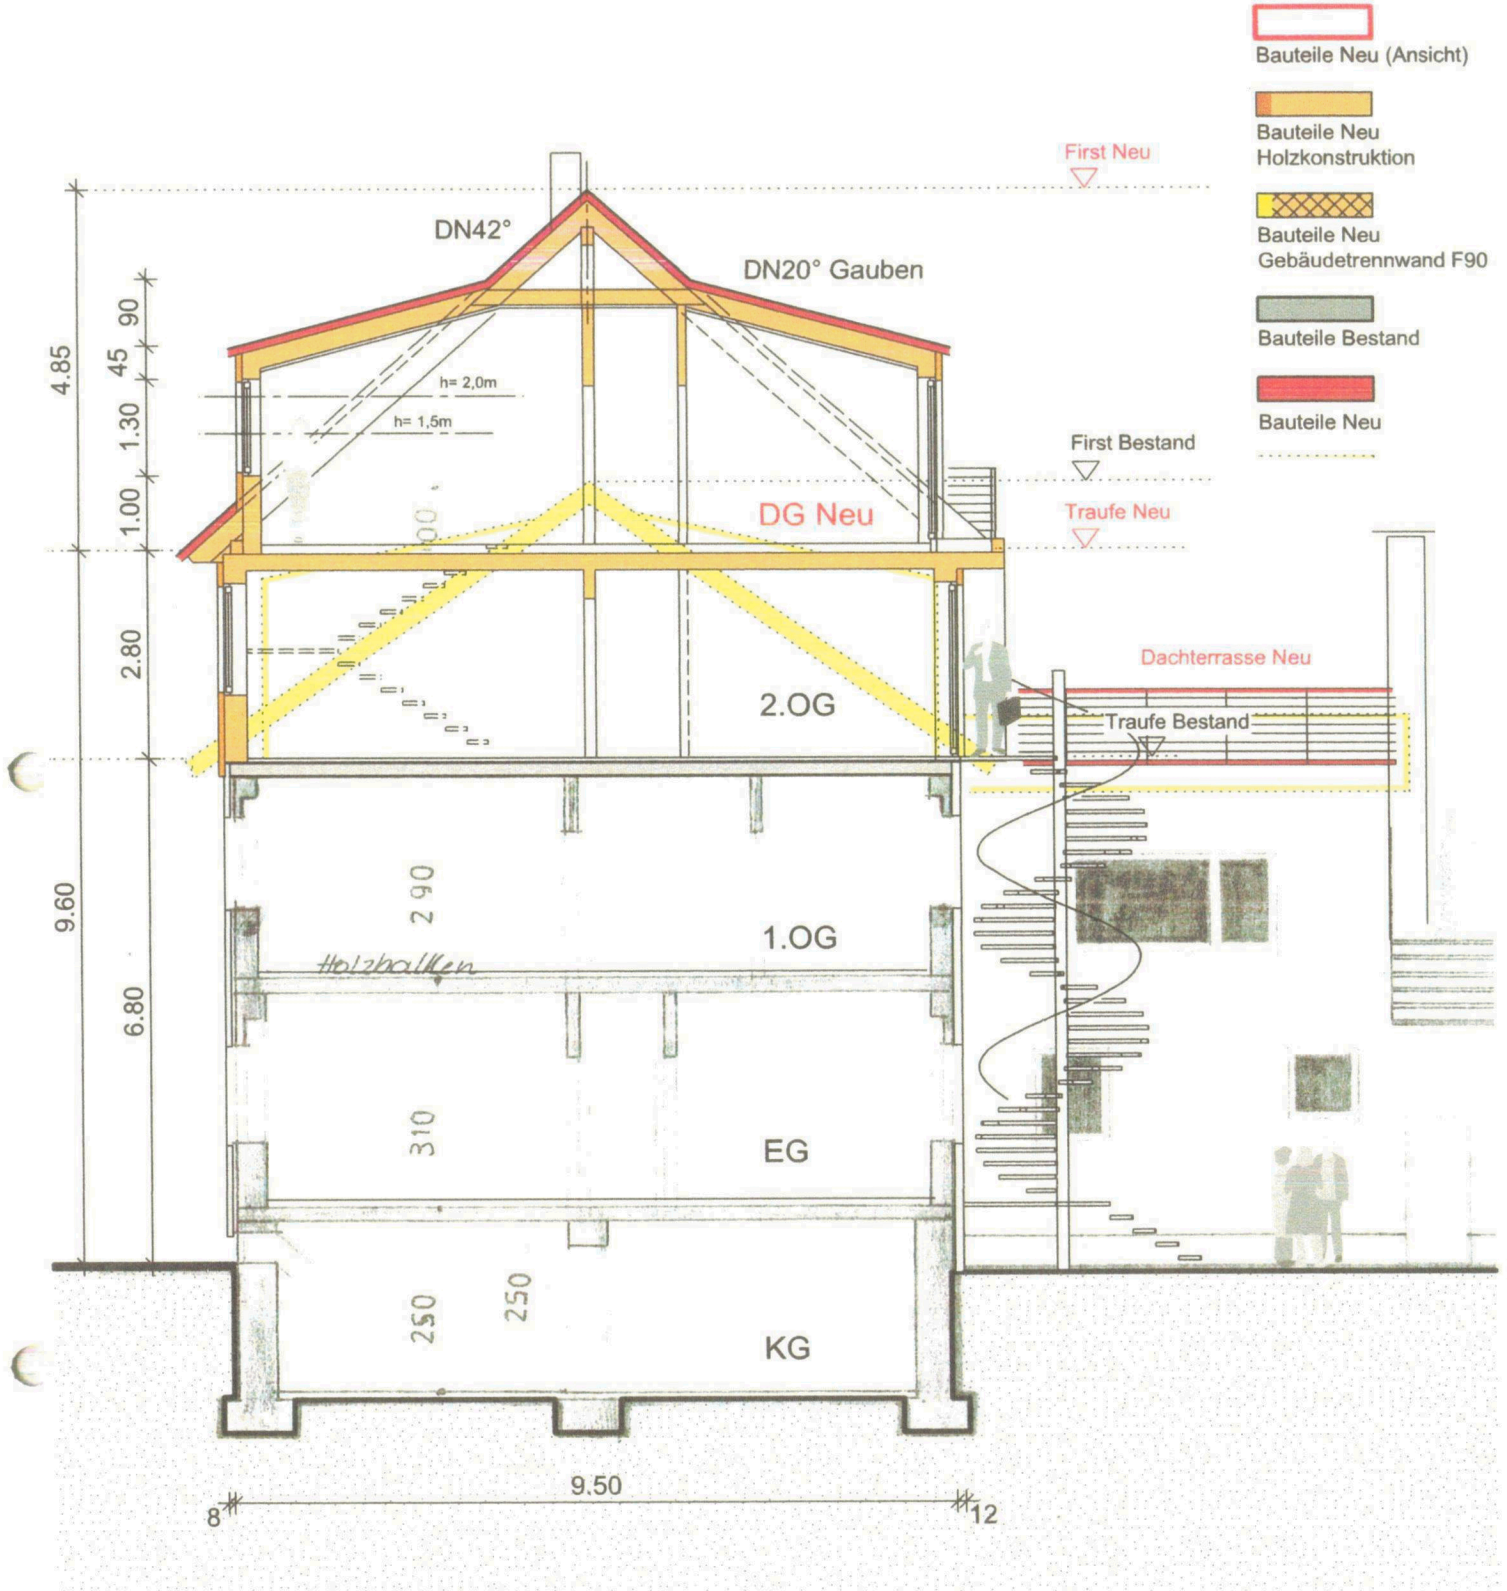 Bauteile Neu (Ansicht)
Bauteile Neu
Holzkonstruktion
Bauteile Neu
Gebäudetrennwand F90
Bauteile Bestand
Bauteile Neu
First Neu
DN42°
DN20° Gauben
4.85
90
45
1.30
1.00
h= 2,0m
h= 1,5m
First Bestand
Traufe Neu
DG Neu
2.80
2.OG
Dachterrasse Neu
Traufe Bestand
9.60
6.80
290
1.OG
Holzbalken
310
EG
250
250
KG
9.50
8
12